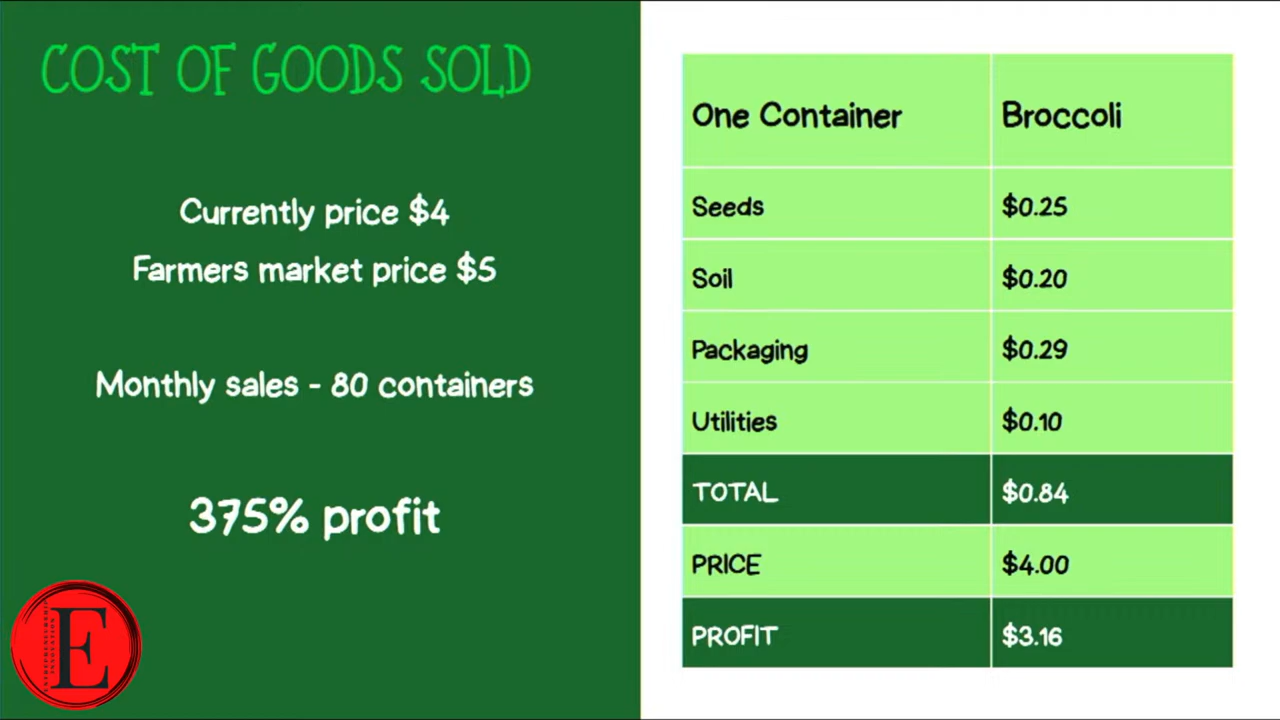 COST OF GOODS SOLD
Currently price $4
Farmers market price $5
Monthly sales - 80 containers
375% profit
One Container Broccoli
Seeds $0.25
Soil $0.20
Packaging $0.29
Utilities $0.10
TOTAL $0.84
PRICE $4.00
PROFIT $3.16
ENTREPRENEURSHIP
INNOVATION
E